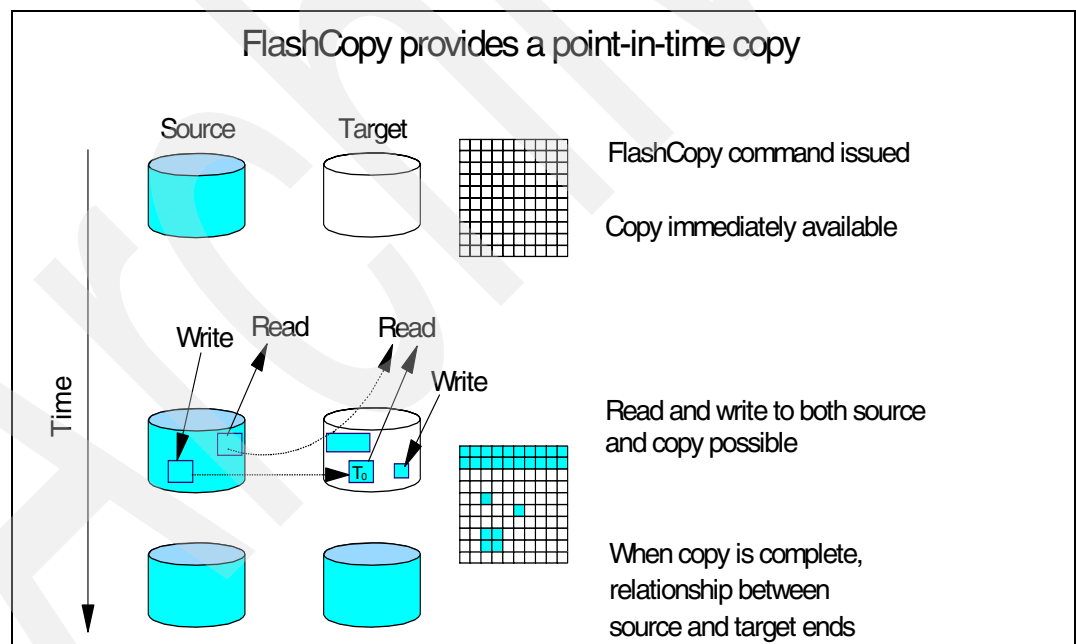 FlashCopy provides a point-in-time copy
Source
Target
FlashCopy command issued
Copy immediately available
Time
Write
Read
Read
Write
T0
Read and write to both source
and copy possible
When copy is complete,
relationship between
source and target ends